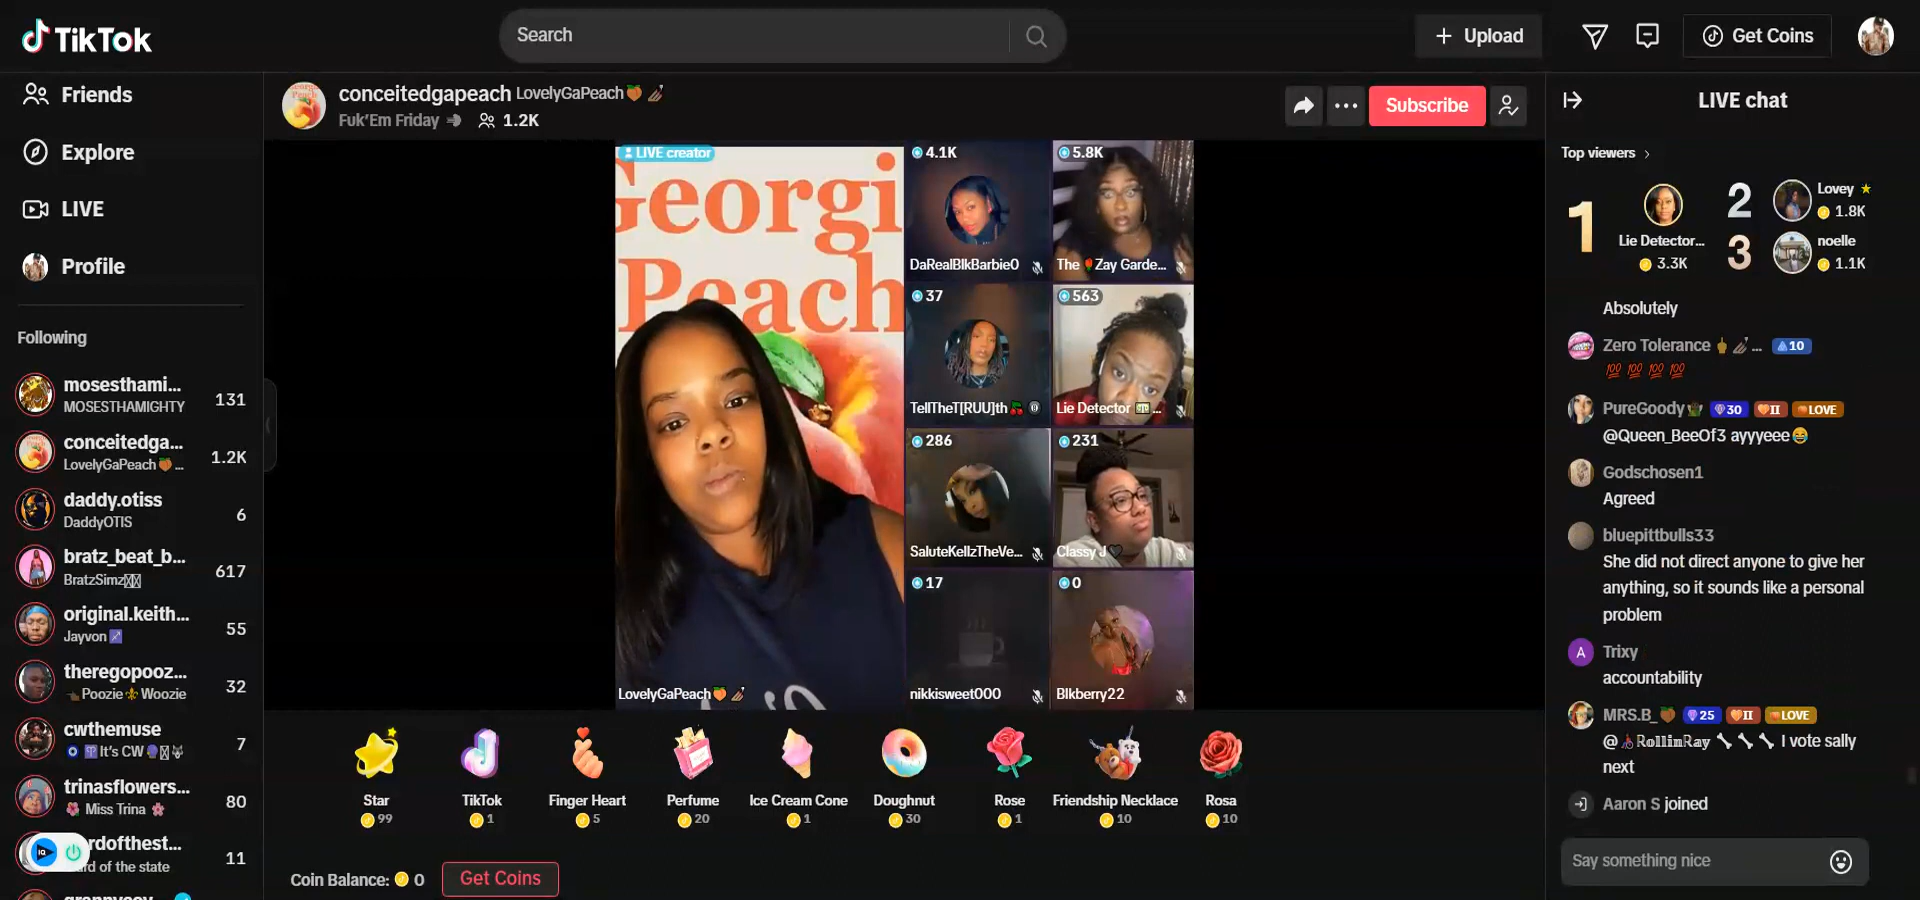 TikTok
Search
Upload
Get Coins
Friends
Explore
LIVE
Profile
Following
mosesthami...
MOSESTHAMIGHTY
131
conceitedga...
LovelyGaPeach🍑...
1.2K
daddy.otiss
DaddyOTIS
6
bratz_beat_b...
BratzSimz
617
original.keith...
Jayvon
55
theregopooz...
Poozie⚜Woozie
32
cwthemuse
It's CW
7
trinasflowers...
🌸 Miss Trina 🌸
80
ardofthest...
ard of the state
11
conceitedgapeach LovelyGaPeach🍑💅🏾
Fuk'Em Friday 💨 1.2K
Subscribe
LIVE creator
Georgi
Peach
LovelyGaPeach🍑💅🏾
4.1K
DaRealBlkBarbie0
5.8K
The 🌹Zay Garde...
37
TellTheT[RUU]th🍒
563
Lie Detector 💵...
286
SaluteKellzTheVe...
231
Classy J🖤
17
nikkisweet000
0
Blkberry22
Star
99
TikTok
1
Finger Heart
5
Perfume
20
Ice Cream Cone
1
Doughnut
30
Rose
1
Friendship Necklace
10
Rosa
10
Coin Balance: 0
Get Coins
LIVE chat
Top viewers
1
Lie Detector...
3.3K
2
Lovey ⭐
1.8K
3
noelle
1.1K
Absolutely
Zero Tolerance 🖕🏾💅🏾... 10
💯 💯 💯 💯
PureGoody 30 II LOVE
@Queen_BeeOf3 ayyyeee😂
Godschosen1
Agreed
bluepittbulls33
She did not direct anyone to give her
anything, so it sounds like a personal
problem
A
Trixy
accountability
MRS.B_🍑 25 II LOVE
@👩🏾‍🦽ℝ𝕠𝕝𝕝𝕚𝕟ℝ𝕒𝕪 🦴 🦴 🦴 I vote sally
next
Aaron S joined
Say something nice